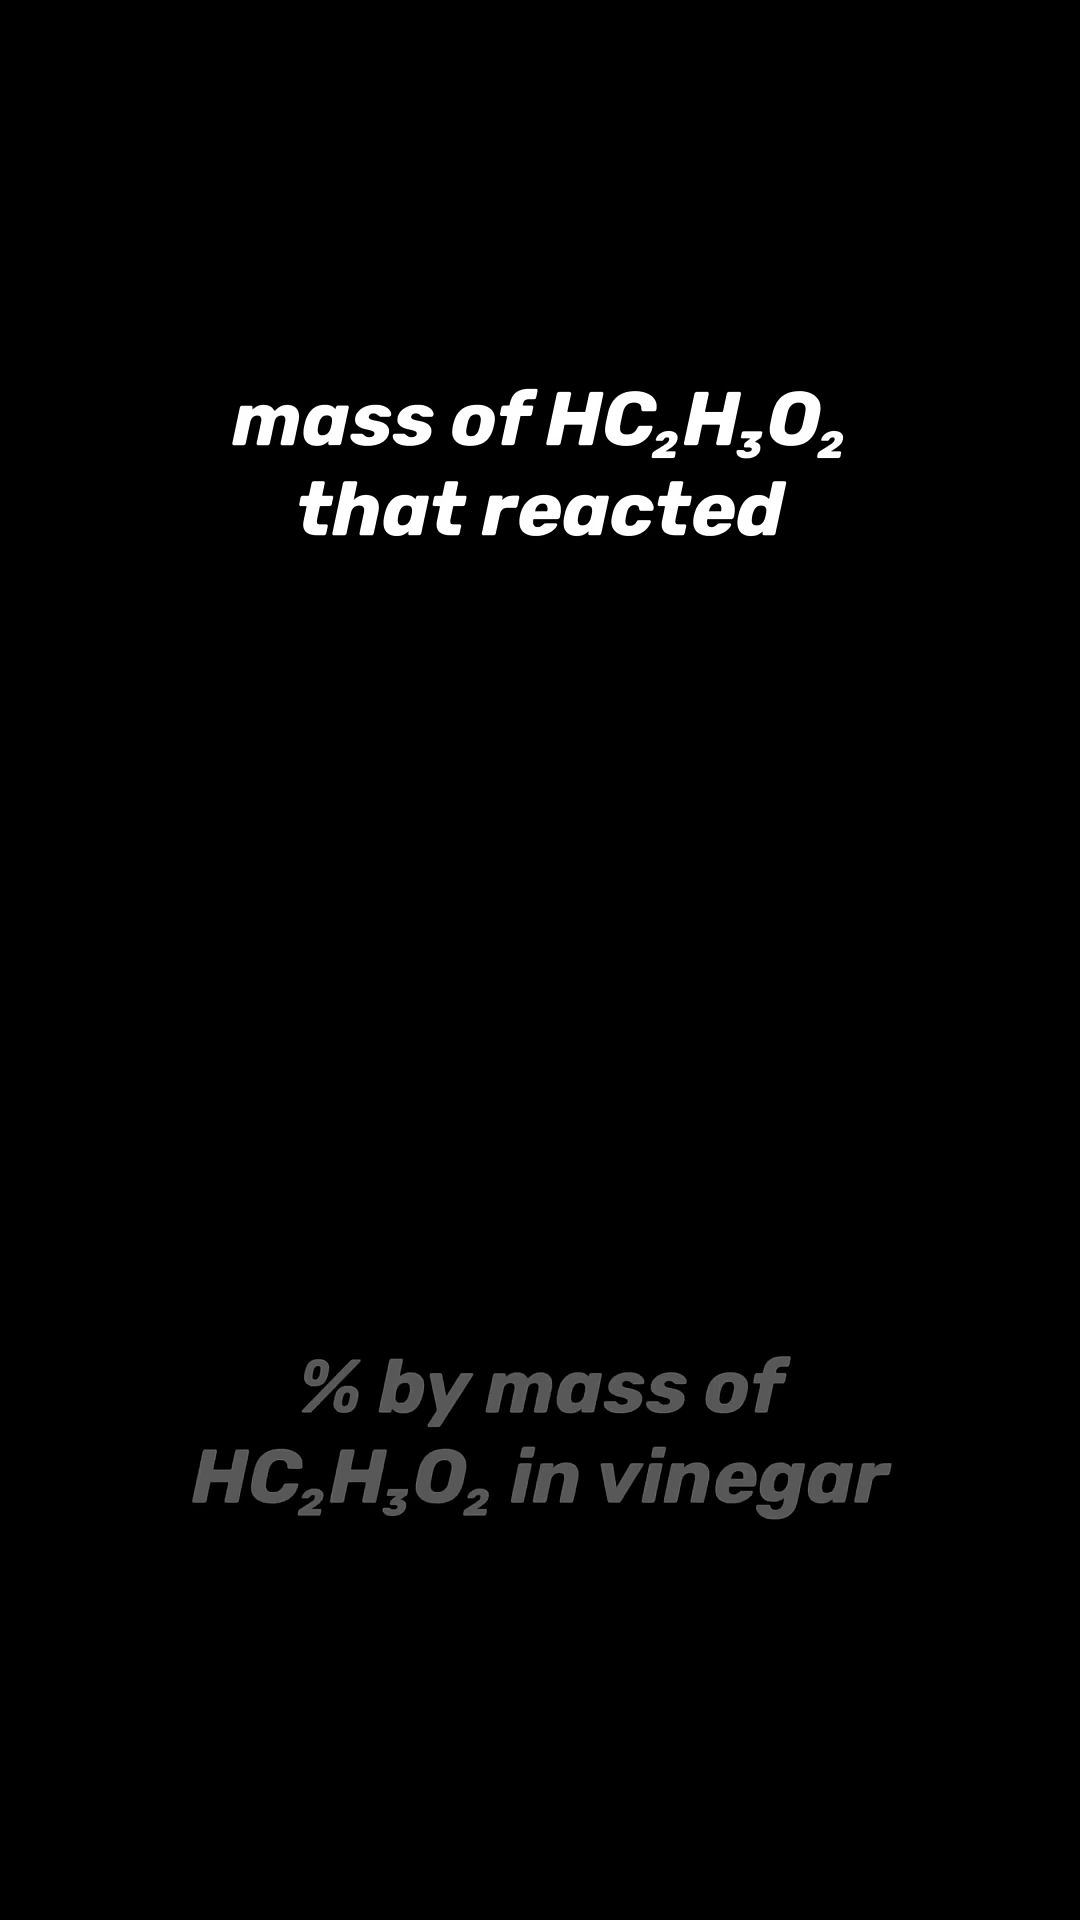 mass of HC₂H₃O₂
that reacted
% by mass of
HC₂H₃O₂ in vinegar